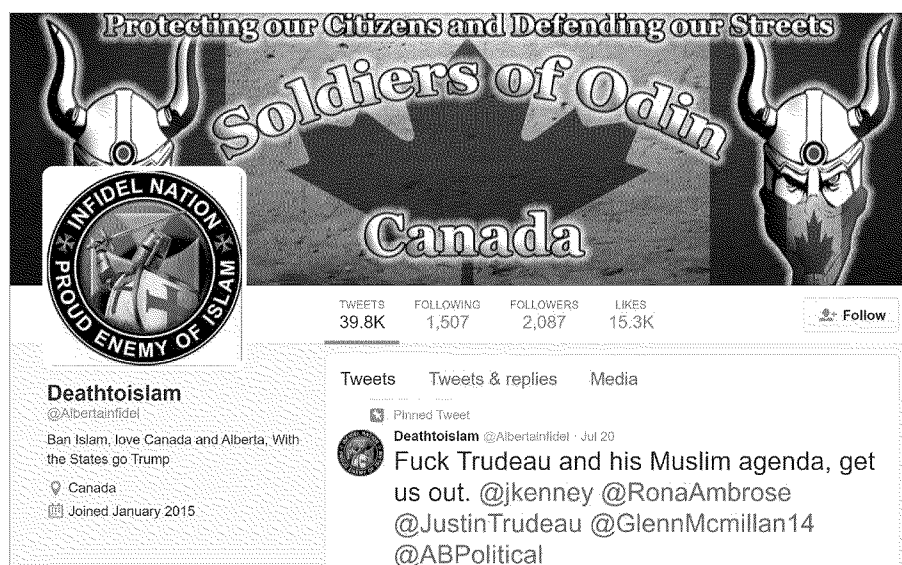 Protecting our Citizens and Defending our Streets
Soldiers of Odin
Canada
INFIDEL NATION
PROUD ENEMY OF ISLAM
TWEETS FOLLOWING FOLLOWERS LIKES
39.8K 1,507 2,087 15.3K
Follow
Deathtoislam
@Albertainfidel
Ban Islam, love Canada and Alberta, With
the States go Trump
Canada
Joined January 2015
Tweets Tweets & replies Media
Pinned Tweet
Deathtoislam @Albertainfidel · Jul 20
Fuck Trudeau and his Muslim agenda, get
us out. @jkenney @RonaAmbrose
@JustinTrudeau @GlennMcmillan14
@ABPolitical